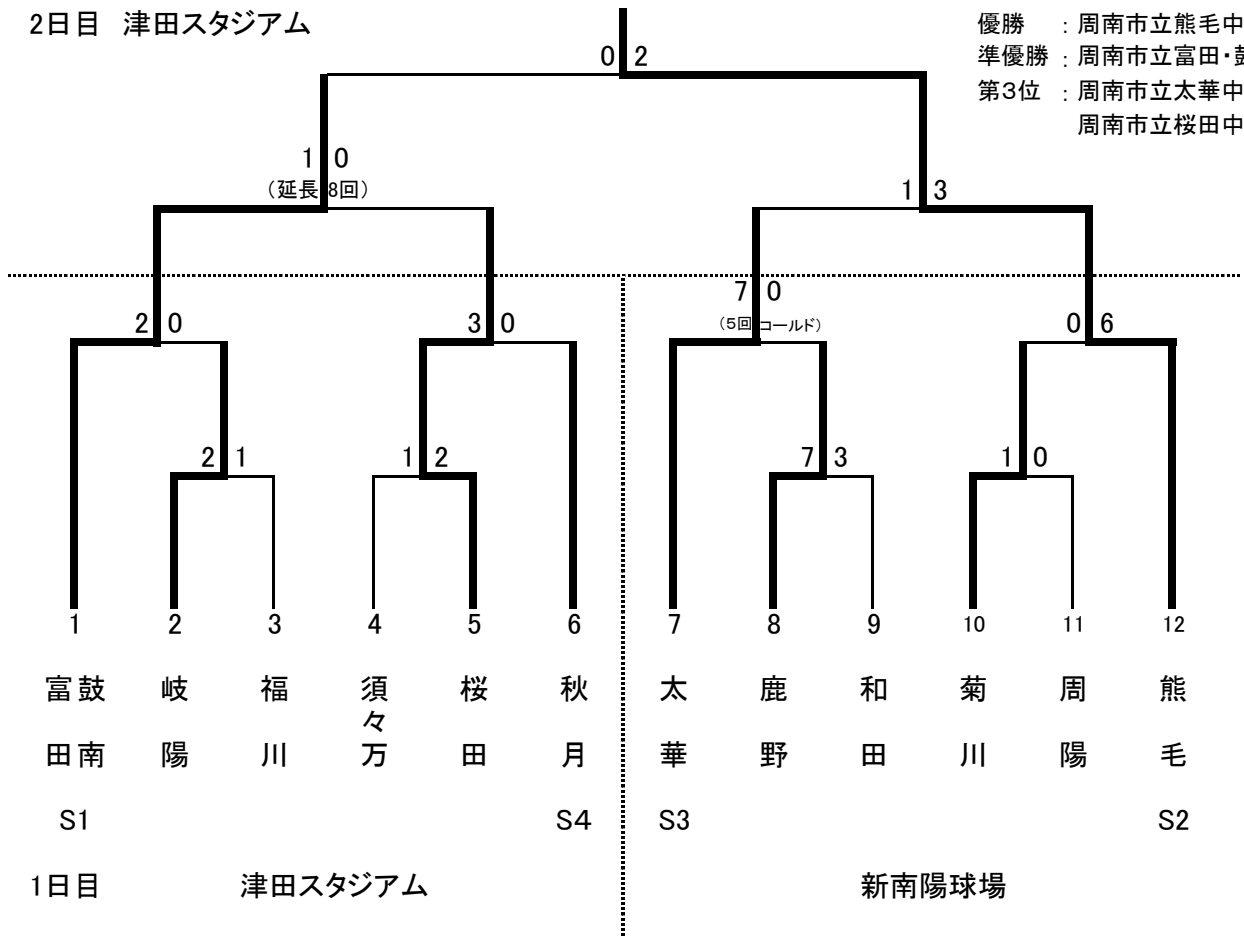 2日目 津田スタジアム
優勝 : 周南市立熊毛中
準優勝 : 周南市立富田・
第3位 : 周南市立太華中
周南市立桜田中
0 2
1 0
(延長 8回)
1 3
2 0
3 0
7 0
(5回コールド)
0 6
2 1
1 2
7 3
1 0
1 2 3 4 5 6 7 8 9 10 11 12
富田 鼓南
岐陽
福川
須々万
桜田
秋月
太華
鹿野
和田
菊川
周陽
熊毛
S1 S4 S3 S2
1日目 津田スタジアム 新南陽球場